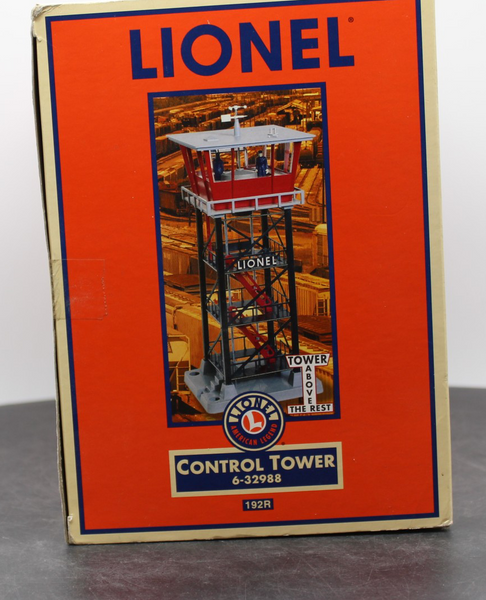 LIONEL®
LIONEL
TOWER
ABOVE
THE REST
LIONEL
L
AMERICAN LEGEND
CONTROL TOWER
6-32988
192R